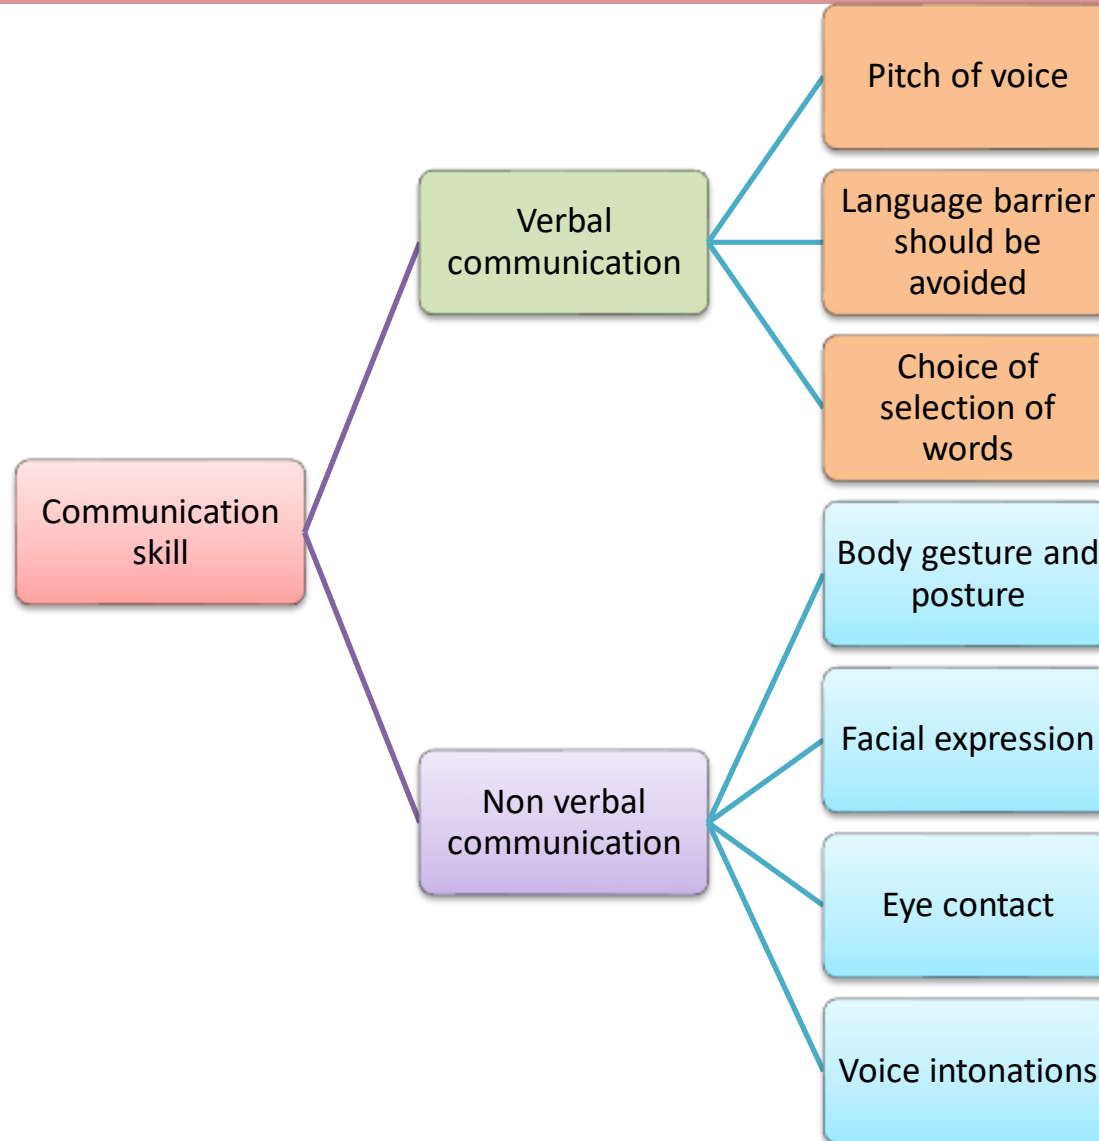 Communication
skill
Verbal
communication
Pitch of voice
Language barrier
should be
avoided
Choice of
selection of
words
Non verbal
communication
Body gesture and
posture
Facial expression
Eye contact
Voice intonations